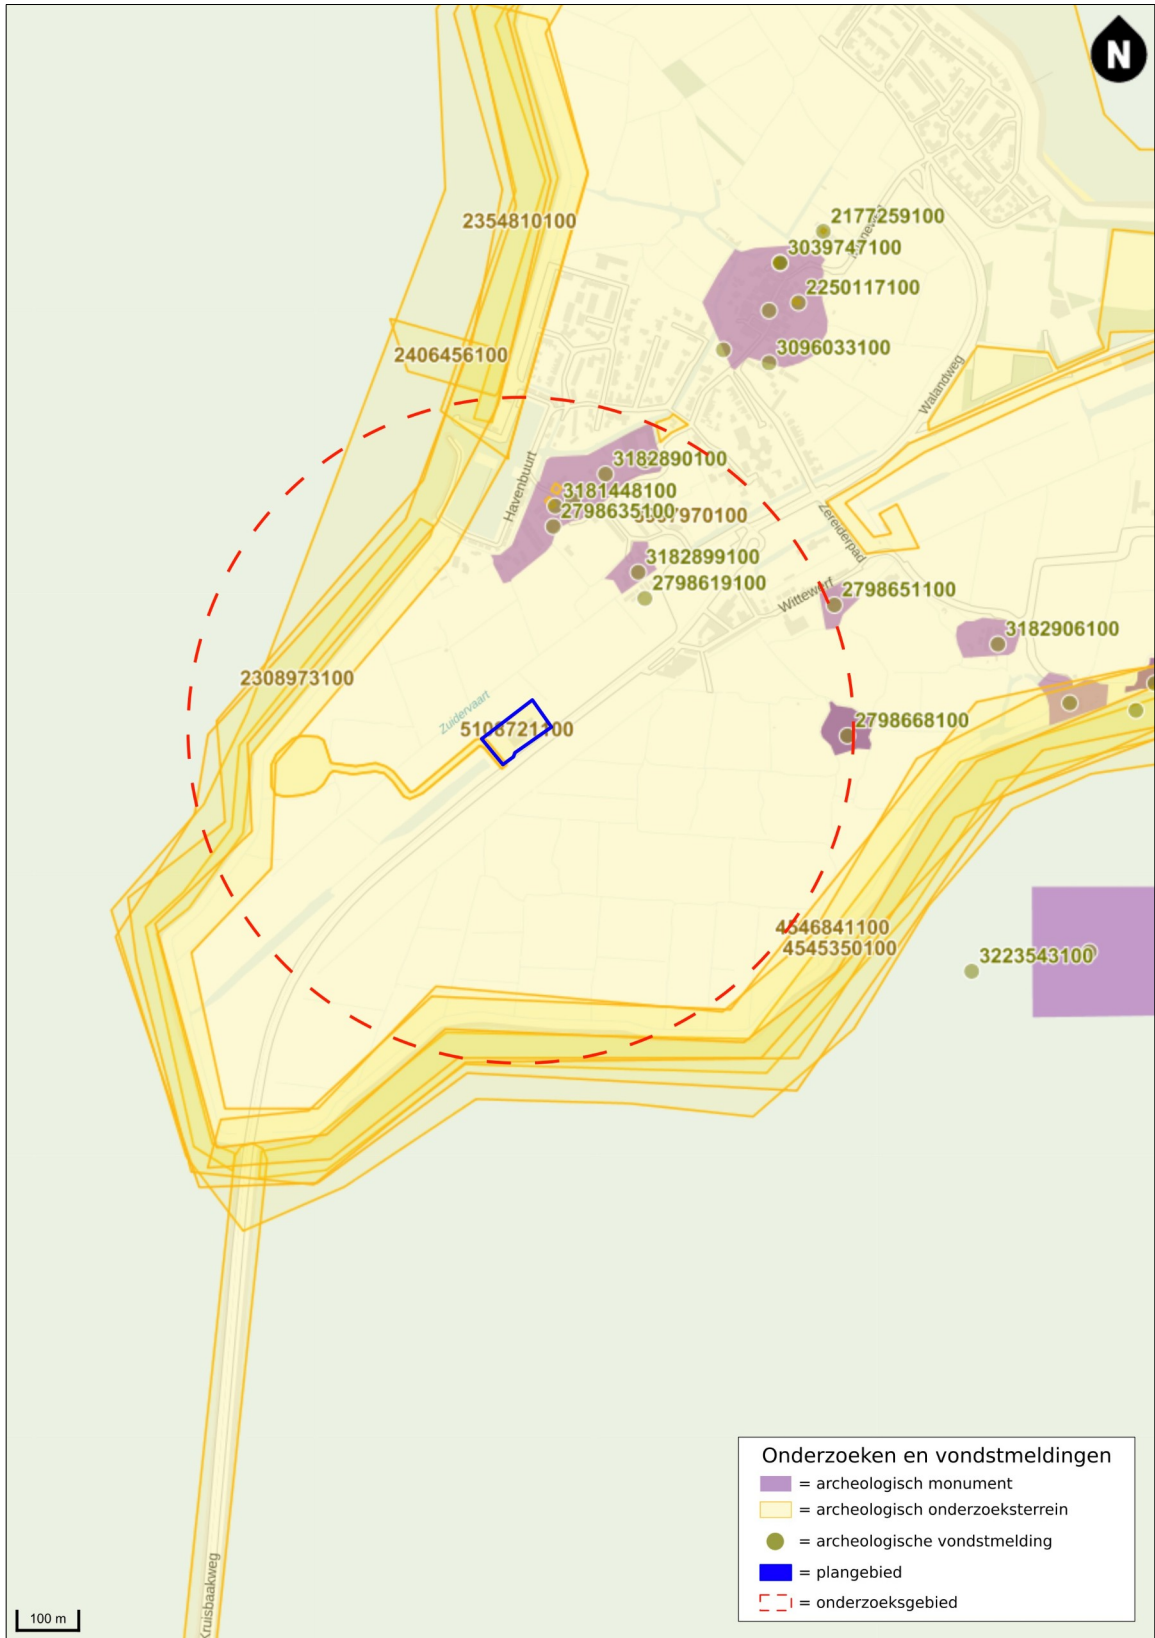 N
2177259100
3039747100
2354810100
2250117100
3096033100
2406456100
Walandweg
3182890100
Havenbuurt
3181448100
2798635100
Zereiderpad
3182899100
2798619100
Wittewerf
2798651100
3182906100
2308973100
Zuidervaart
5108721100
2798668100
4546841100
4545350100
3223543100
Kruisbaakweg
Onderzoeken en vondstmeldingen
= archeologisch monument
= archeologisch onderzoeksterrein
= archeologische vondstmelding
= plangebied
= onderzoeksgebied
100 m